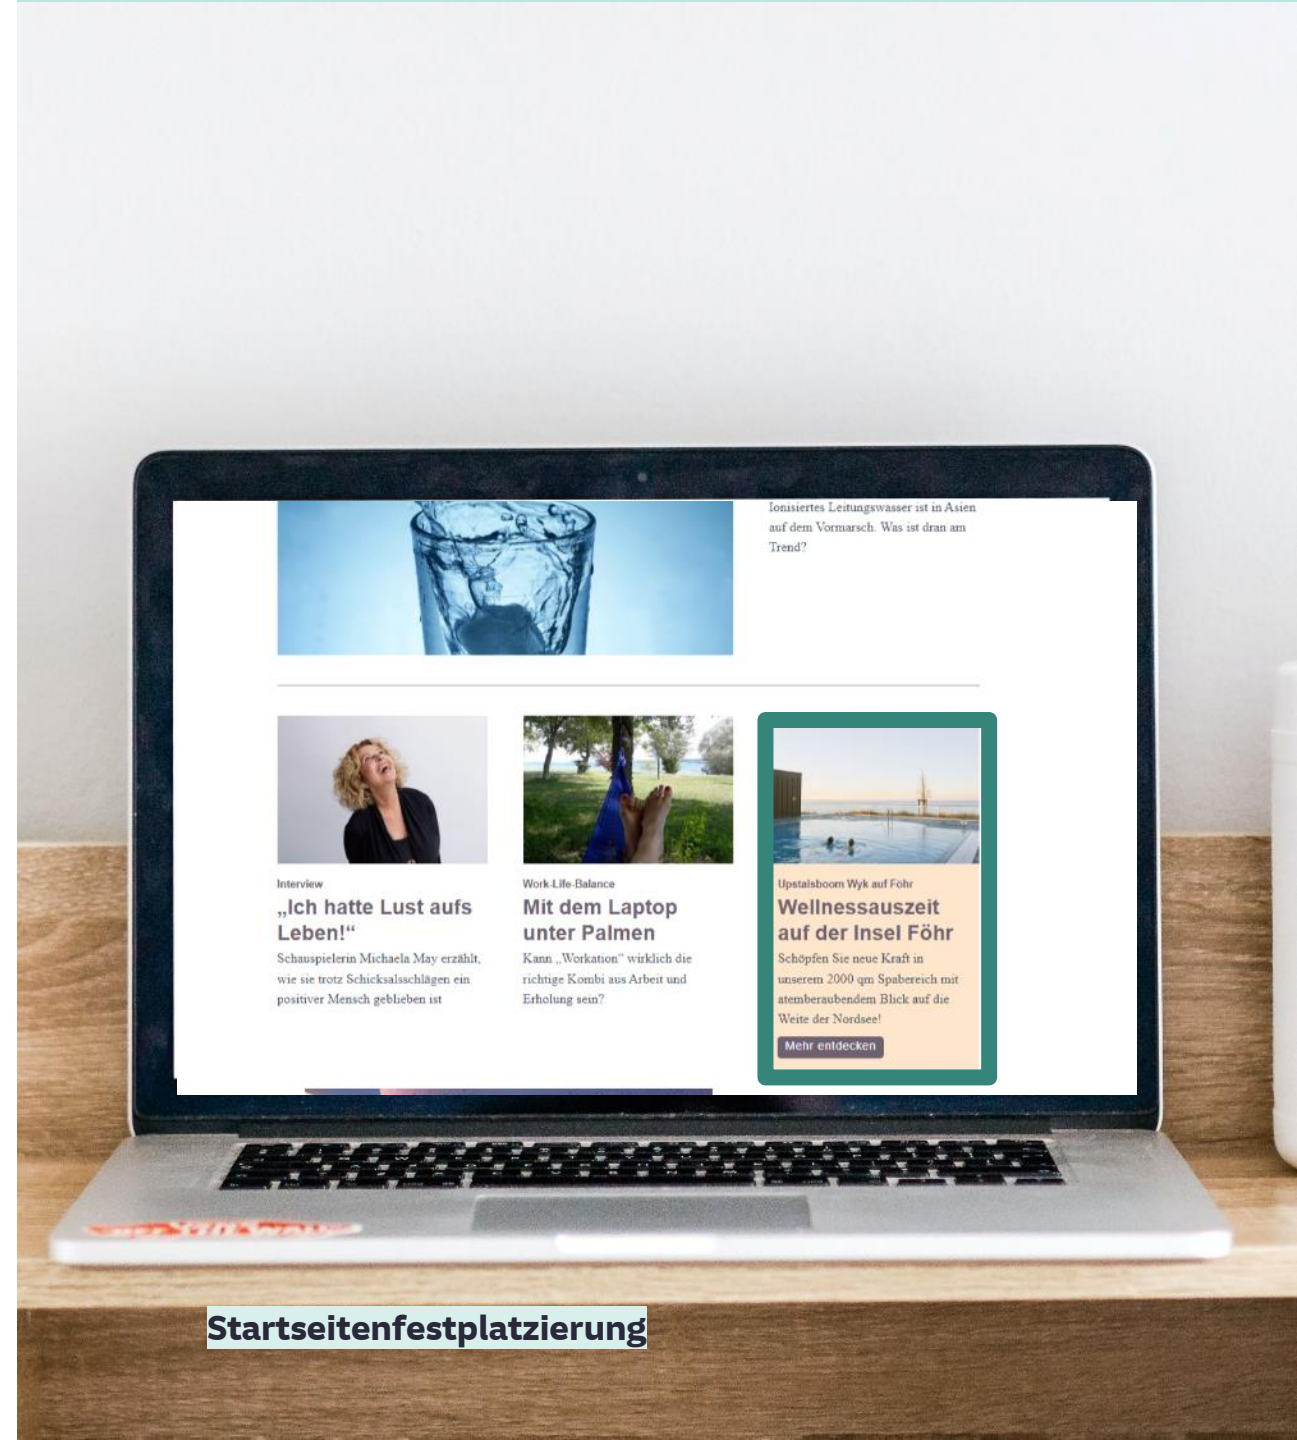 Ionisiertes Leitungswasser ist in Asien
auf dem Vormarsch. Was ist dran am
Trend?
Interview
„Ich hatte Lust aufs
Leben!“
Schauspielerin Michaela May erzählt,
wie sie trotz Schicksalsschlägen ein
positiver Mensch geblieben ist
Work-Life-Balance
Mit dem Laptop
unter Palmen
Kann „Workation“ wirklich die
richtige Kombi aus Arbeit und
Erholung sein?
Upstalsboom Wyk auf Föhr
Wellnessauszeit
auf der Insel Föhr
Schöpfen Sie neue Kraft in
unserem 2000 qm Spabereich mit
atemberaubendem Blick auf die
Weite der Nordsee!
Mehr entdecken
Startseitenfestplatzierung